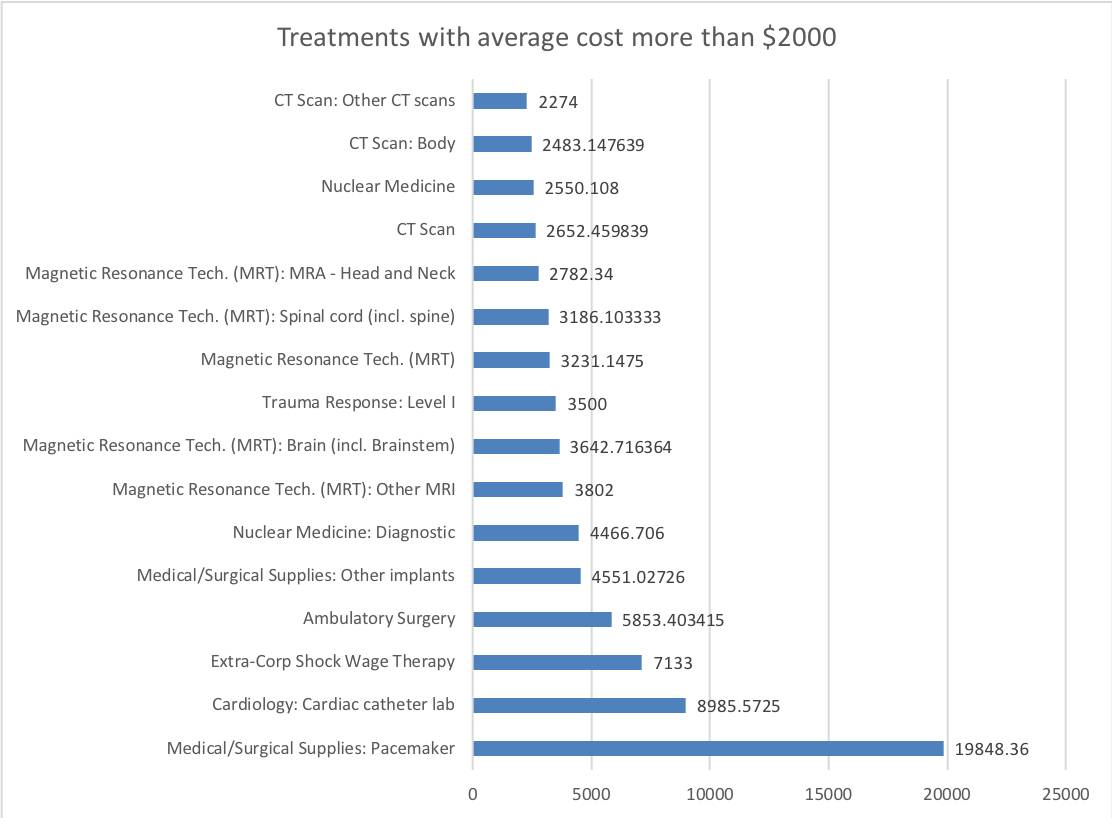 Treatments with average cost more than $2000
CT Scan: Other CT scans 2274
CT Scan: Body 2483.147639
Nuclear Medicine 2550.108
CT Scan 2652.459839
Magnetic Resonance Tech. (MRT): MRA - Head and Neck 2782.34
Magnetic Resonance Tech. (MRT): Spinal cord (incl. spine) 3186.103333
Magnetic Resonance Tech. (MRT) 3231.1475
Trauma Response: Level I 3500
Magnetic Resonance Tech. (MRT): Brain (incl. Brainstem) 3642.716364
Magnetic Resonance Tech. (MRT): Other MRI 3802
Nuclear Medicine: Diagnostic 4466.706
Medical/Surgical Supplies: Other implants 4551.02726
Ambulatory Surgery 5853.403415
Extra-Corp Shock Wage Therapy 7133
Cardiology: Cardiac catheter lab 8985.5725
Medical/Surgical Supplies: Pacemaker 19848.36
0 5000 10000 15000 20000 25000